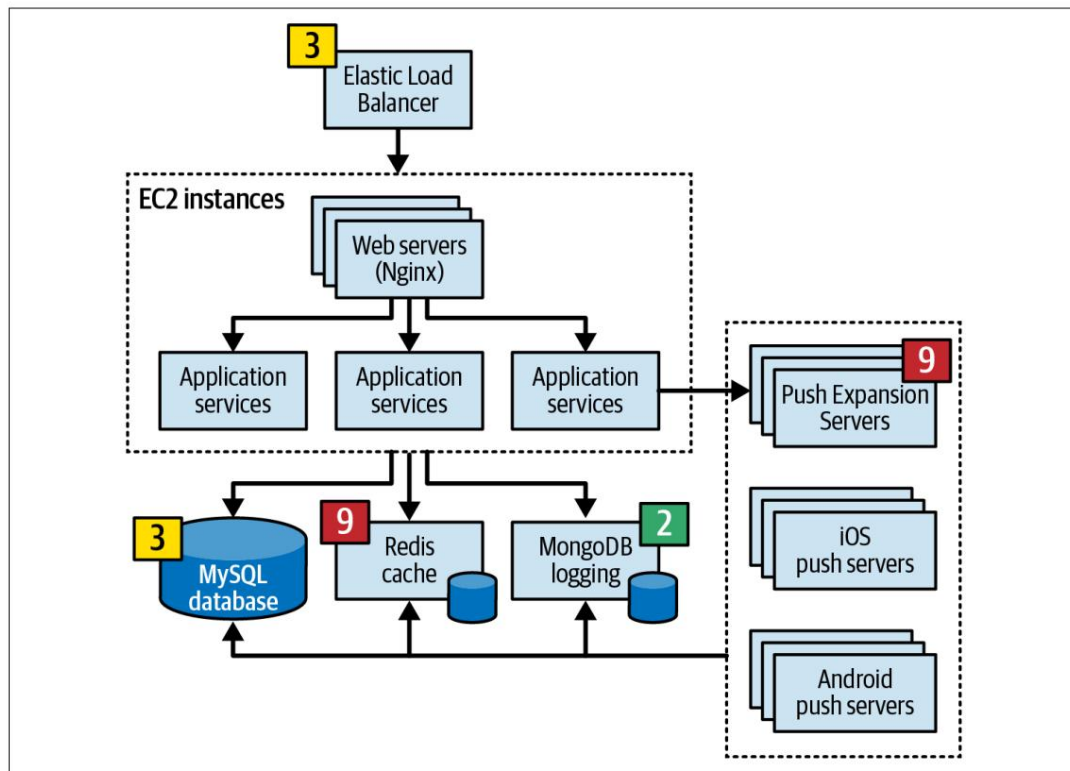 3
Elastic Load
Balancer
EC2 instances
Web servers
(Nginx)
Application
services
Application
services
Application
services
9
Push Expansion
Servers
3
MySQL
database
9
Redis
cache
2
MongoDB
logging
iOS
push servers
Android
push servers